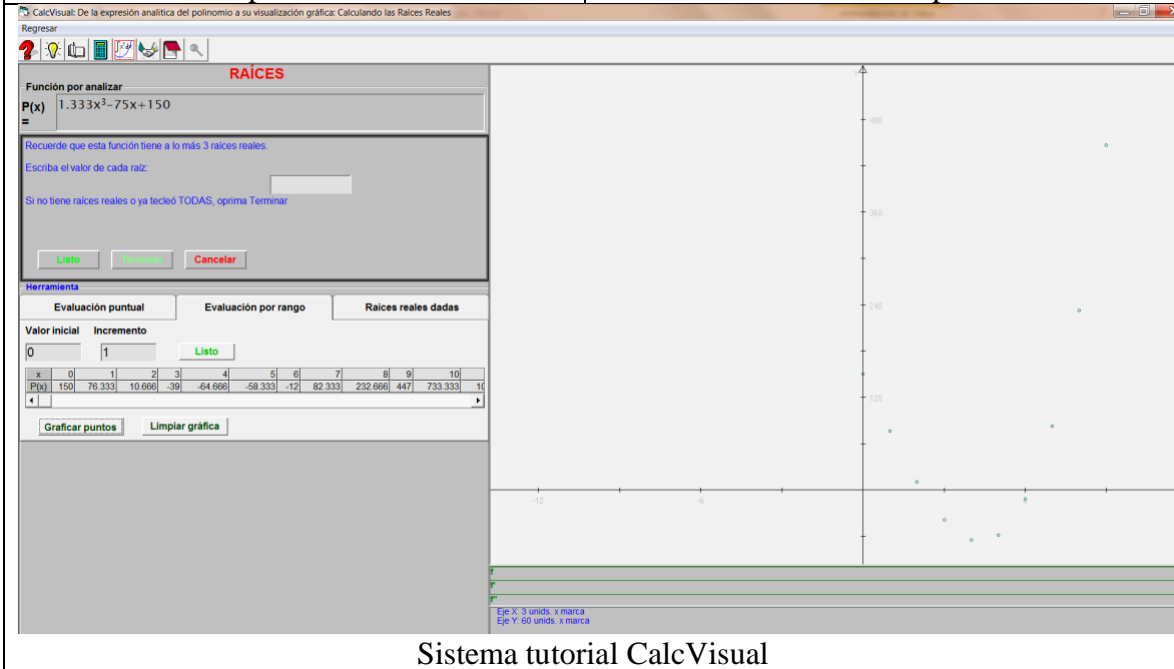 CalcVisual: De la expresión analítica del polinomio a su visualización gráfica: Calculando las Raíces Reales
Regresar
RAÍCES
Función por analizar
P(x) = 1.333x³-75x+150
Recuerde que esta función tiene a lo más 3 raíces reales.
Escriba el valor de cada raíz:
Si no tiene raíces reales o ya tecleó TODAS, oprima Terminar
Listo Terminar Cancelar
Herramienta
Evaluación puntual Evaluación por rango Raíces reales dadas
Valor inicial Incremento
0 1 Listo
x 0 1 2 3 4 5 6 7 8 9 10
P(x) 150 76.333 10.666 -39 -64.666 -58.333 -12 82.333 232.666 447 733.333 10
Graficar puntos Limpiar gráfica
480
360
240
120
-12 -6 6
f'
f''
f'''
Eje X: 3 unids. x marca
Eje Y: 60 unids. x marca
Sistema tutorial CalcVisual